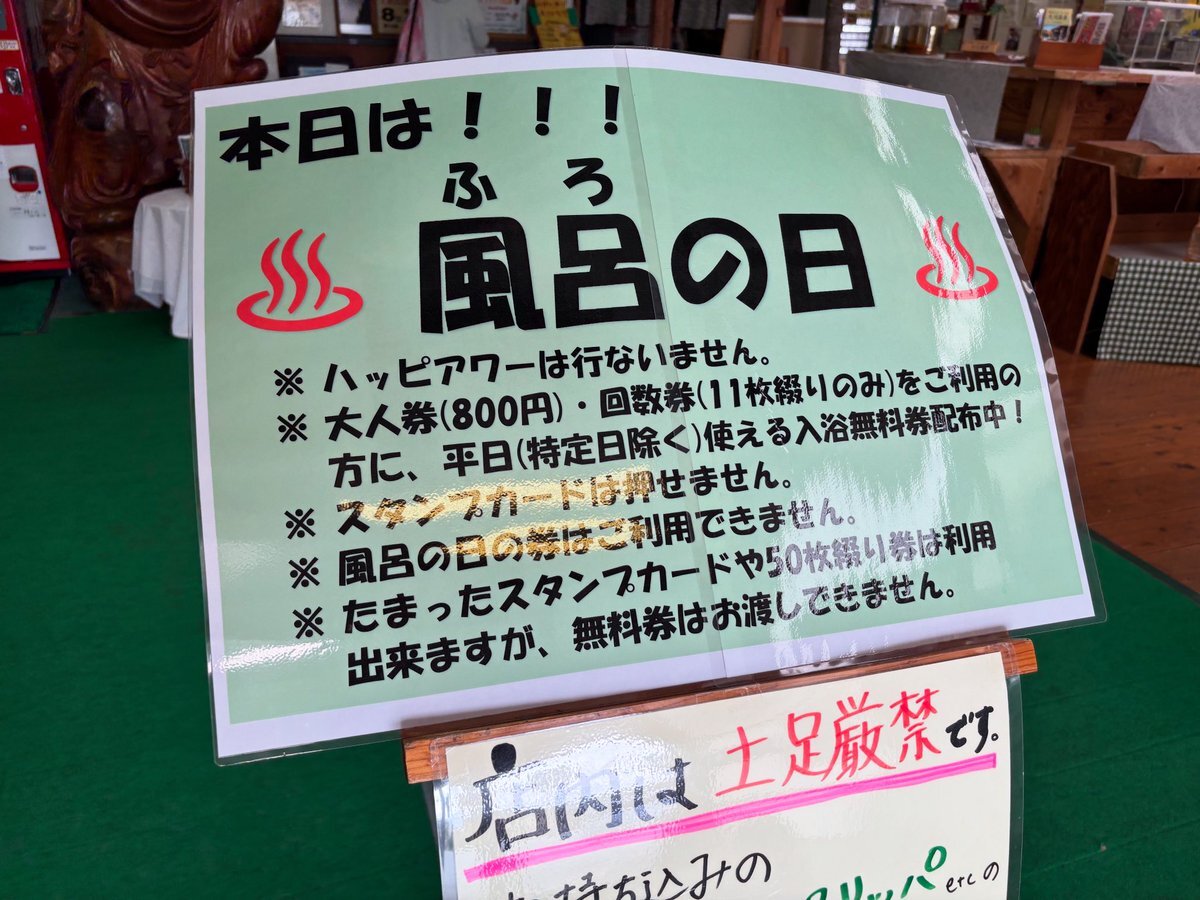 本日は！！！
ふろ
風呂の日
※ ハッピアワーは行ないません。
※ 大人券(800円)・回数券(11枚綴りのみ)をご利用の
方に、平日(特定日除く)使える入浴無料券配布中！
※ スタンプカードは押せません。
※ 風呂の日の券はご利用できません。
※ たまったスタンプカードや50枚綴り券は利用
出来ますが、無料券はお渡しできません。
店内は土足厳禁です。
持ち込みの
リッパetcの